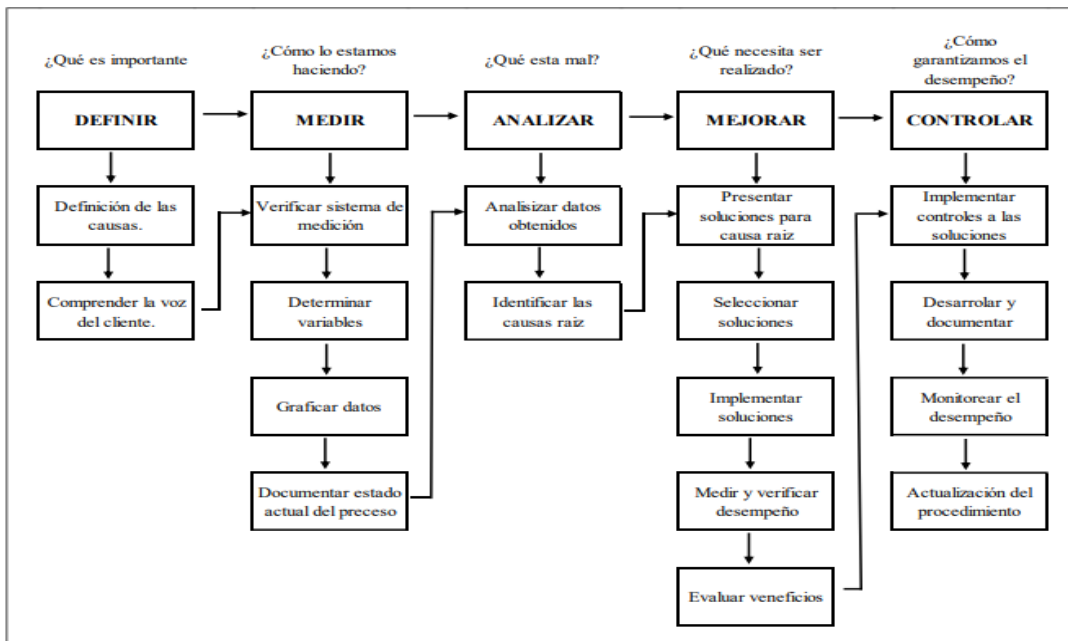 ¿Qué es importante
¿Cómo lo estamos
haciendo?
¿Qué esta mal?
¿Qué necesita ser
realizado?
¿Cómo
garantizamos el
desempeño?
DEFINIR
MEDIR
ANALIZAR
MEJORAR
CONTROLAR
Definición de las
causas.
Comprender la voz
del cliente.
Verificar sistema de
medición
Determinar
variables
Graficar datos
Documentar estado
actual del preceso
Analisizar datos
obtenidos
Identificar las
causas raiz
Presentar
soluciones para
causa raiz
Seleccionar
soluciones
Implementar
soluciones
Medir y verificar
desempeño
Evaluar veneficios
Implementar
controles a las
soluciones
Desarrolar y
documentar
Monitorear el
desempeño
Actualización del
procedimiento